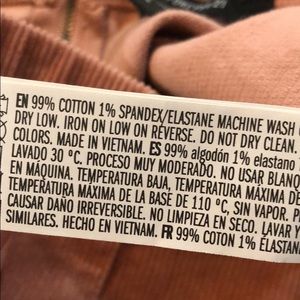 EN 99% COTTON 1% SPANDEX/ELASTANE MACHINE WASH
DRY LOW. IRON ON LOW ON REVERSE. DO NOT DRY CLEAN.
COLORS. MADE IN VIETNAM. ES 99% algodón 1% elastano
LAVADO 30 °C. PROCESO MUY MODERADO. NO USAR BLANQ
EN MÁQUINA. TEMPERATURA BAJA, TEMPERATURA MÁXIMA DE
TEMPERATURA MÁXIMA DE LA BASE DE 110 °C, SIN VAPOR. P
CAUSAR DAÑO IRREVERSIBLE. NO LIMPIEZA EN SECO. LAVAR Y
SIMILARES. HECHO EN VIETNAM. FR 99% COTON 1% ÉLASTAN